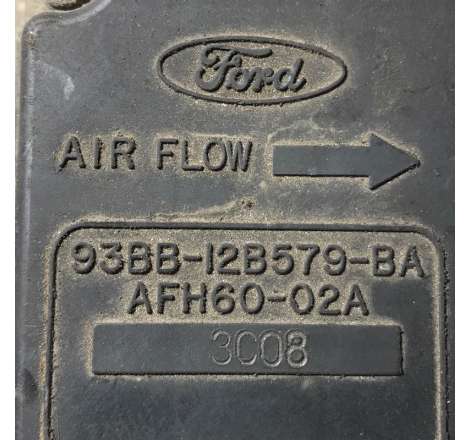 Ford
AIR FLOW
93BB-12B579-BA
AFH60-02A
3C08